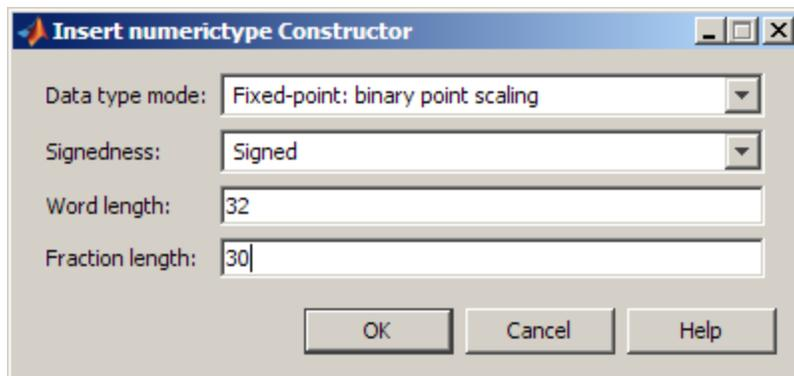 Insert numerictype Constructor
Data type mode: Fixed-point: binary point scaling
Signedness: Signed
Word length: 32
Fraction length: 30
OK Cancel Help